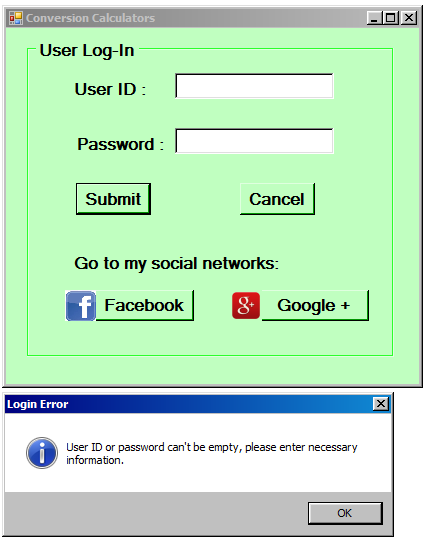 Conversion Calculators
User Log-In
User ID :
Password :
Submit Cancel
Go to my social networks:
f Facebook g+ Google +
Login Error
i User ID or password can't be empty, please enter necessary
information.
OK